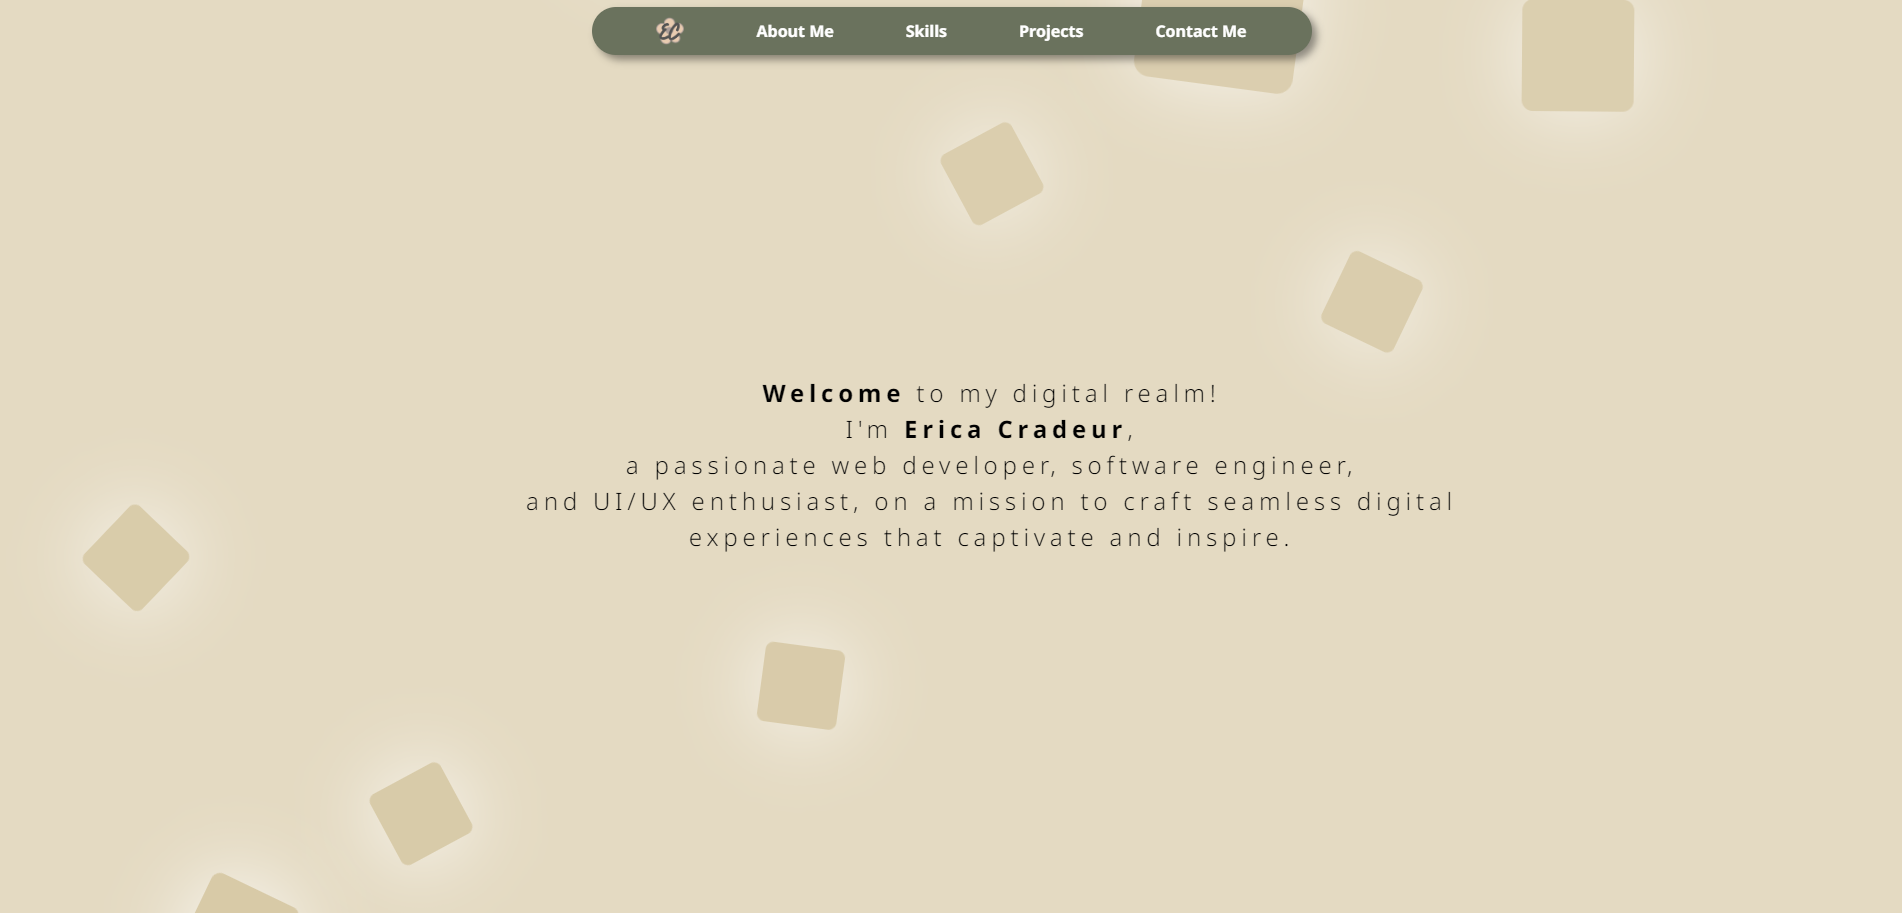 EC
About Me
Skills
Projects
Contact Me
Welcome to my digital realm!
I'm Erica Cradeur,
a passionate web developer, software engineer,
and UI/UX enthusiast, on a mission to craft seamless digital
experiences that captivate and inspire.